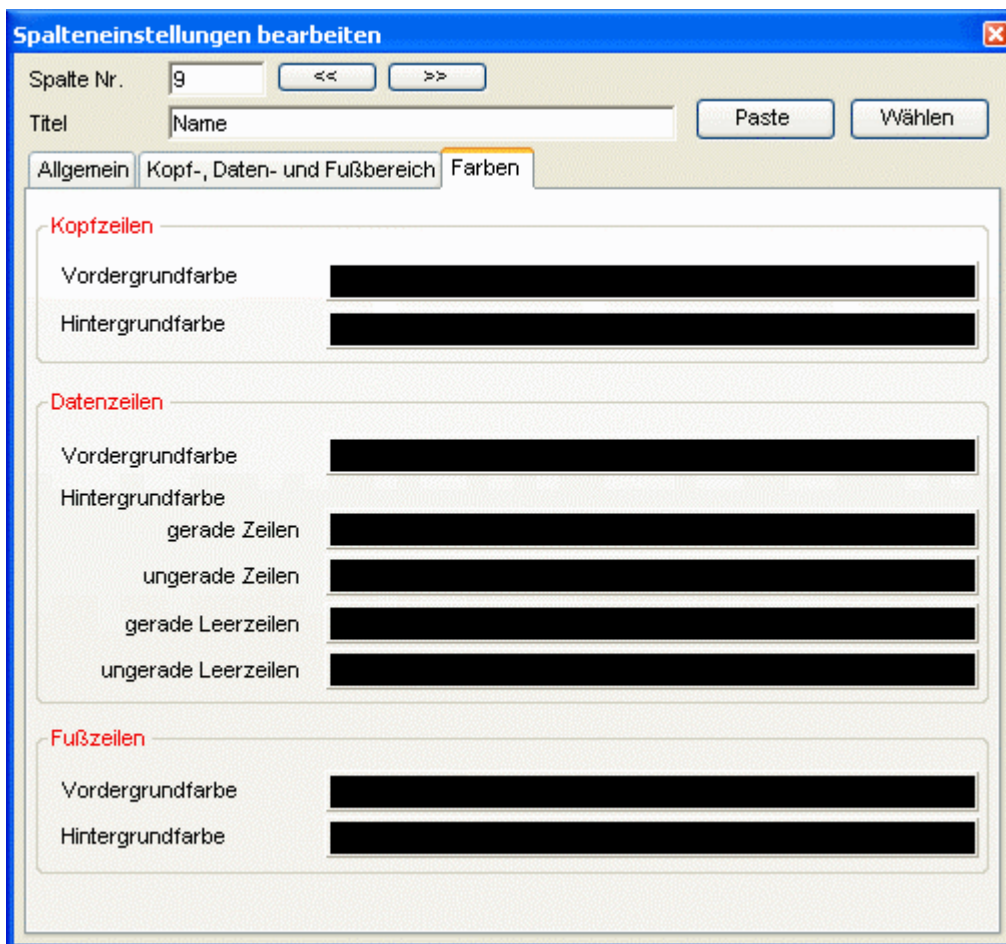 Spalteneinstellungen bearbeiten
Spalte Nr. 9 << >>
Titel Name Paste Wählen
Allgemein Kopf-, Daten- und Fußbereich Farben
Kopfzeilen
Vordergrundfarbe
Hintergrundfarbe
Datenzeilen
Vordergrundfarbe
Hintergrundfarbe
gerade Zeilen
ungerade Zeilen
gerade Leerzeilen
ungerade Leerzeilen
Fußzeilen
Vordergrundfarbe
Hintergrundfarbe